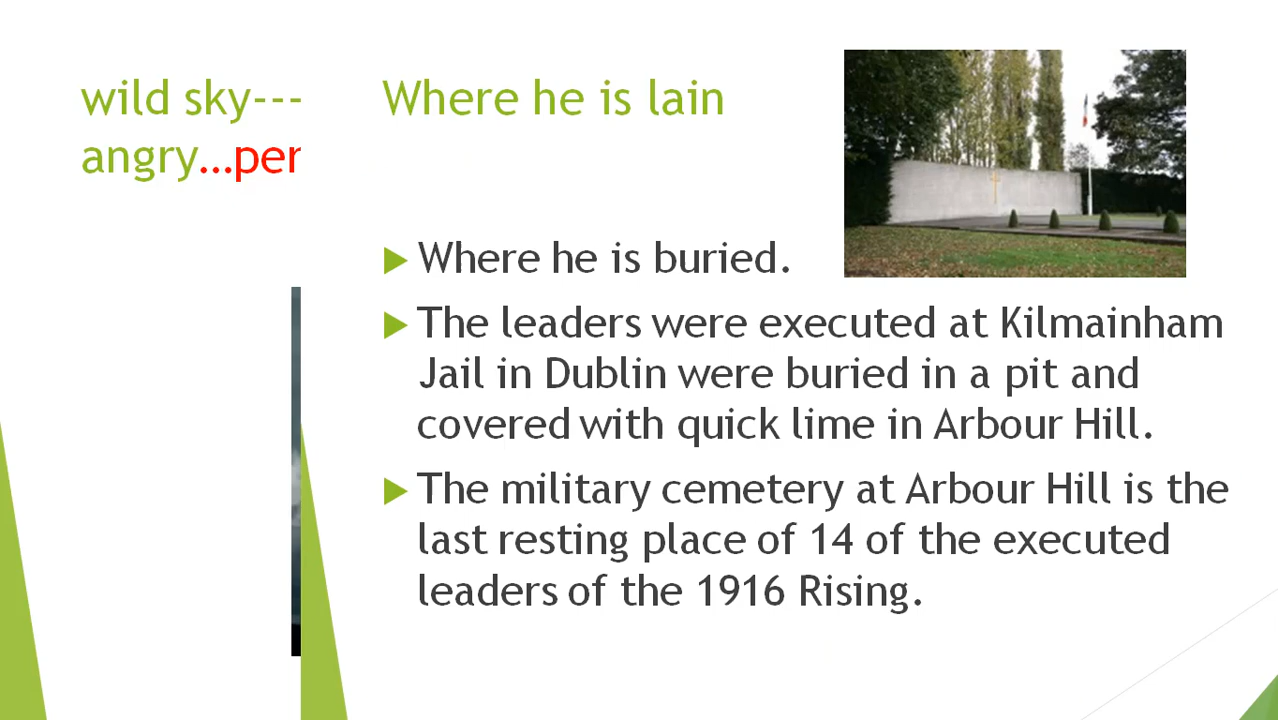 wild sky---
angry...per
Where he is lain
Where he is buried.
The leaders were executed at Kilmainham
Jail in Dublin were buried in a pit and
covered with quick lime in Arbour Hill.
The military cemetery at Arbour Hill is the
last resting place of 14 of the executed
leaders of the 1916 Rising.